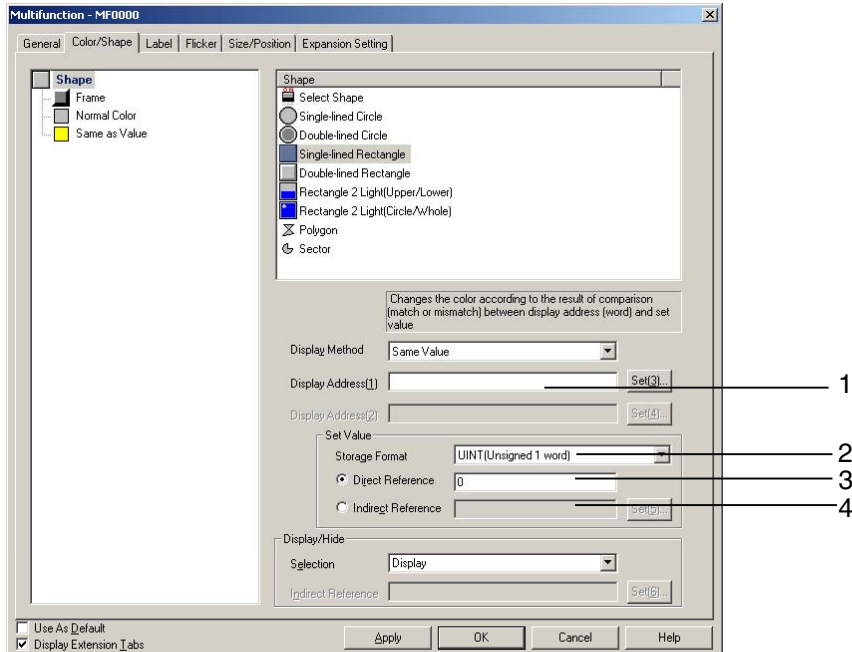 Multifunction - MF0000
General Color/Shape Label Flicker Size/Position Expansion Setting
Shape
Frame
Normal Color
Same as Value
Shape
Select Shape
Single-lined Circle
Double-lined Circle
Single-lined Rectangle
Double-lined Rectangle
Rectangle 2 Light(Upper/Lower)
Rectangle 2 Light(Circle/Whole)
Polygon
Sector
Changes the color according to the result of comparison
(match or mismatch) between display address (word) and set
value
Display Method Same Value
Display Address(1) Set(3)... 1
Display Address(2) Set(4)...
Set Value
Storage Format UINT(Unsigned 1 word) 2
Direct Reference 0 3
Indirect Reference Set(5)... 4
Display/Hide
Selection Display
Indirect Reference Set(6)...
Use As Default
Display Extension Tabs
Apply OK Cancel Help